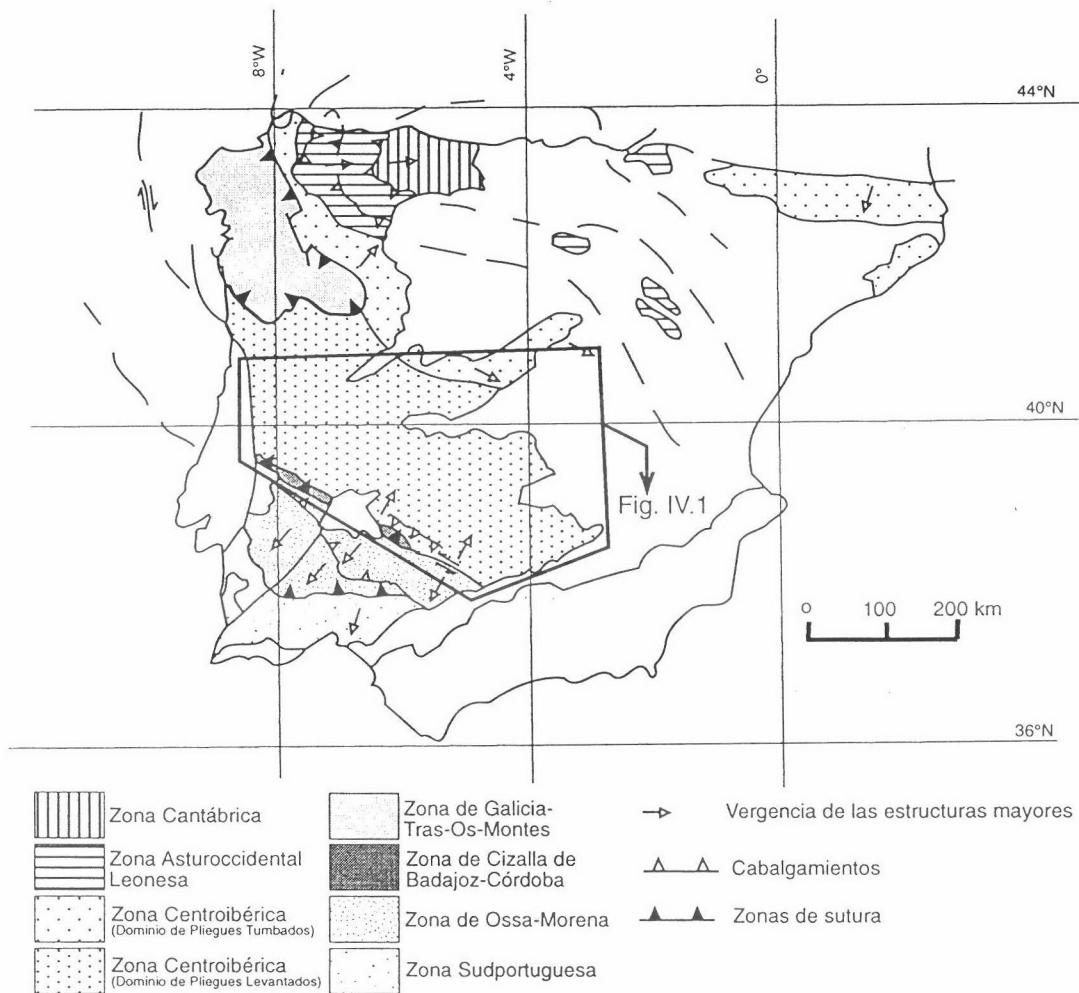 8°W
4°W
0°
44°N
40°N
Fig. IV.1
0 100 200 km
36°N
Zona Cantábrica
Zona Asturoccidental
Leonesa
Zona Centroibérica
(Dominio de Pliegues Tumbados)
Zona Centroibérica
(Dominio de Pliegues Levantados)
Zona de Galicia-
Tras-Os-Montes
Zona de Cizalla de
Badajoz-Córdoba
Zona de Ossa-Morena
Zona Sudportuguesa
Vergencia de las estructuras mayores
Cabalgamientos
Zonas de sutura